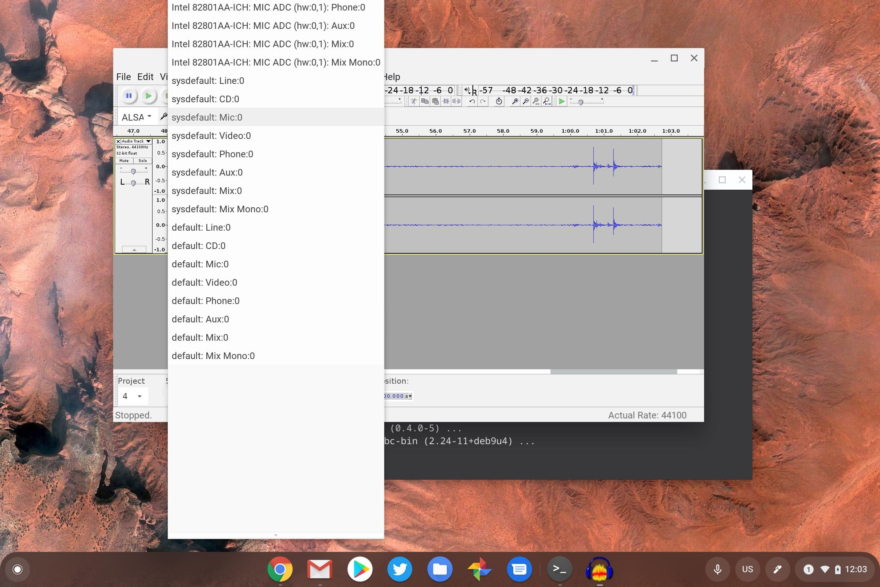 Intel 82801AA-ICH: MIC ADC (hw:0,1): Phone:0
Intel 82801AA-ICH: MIC ADC (hw:0,1): Aux:0
Intel 82801AA-ICH: MIC ADC (hw:0,1): Mix:0
Intel 82801AA-ICH: MIC ADC (hw:0,1): Mix Mono:0
sysdefault: Line:0
sysdefault: CD:0
sysdefault: Mic:0
sysdefault: Video:0
sysdefault: Phone:0
sysdefault: Aux:0
sysdefault: Mix:0
sysdefault: Mix Mono:0
default: Line:0
default: CD:0
default: Mic:0
default: Video:0
default: Phone:0
default: Aux:0
default: Mix:0
default: Mix Mono:0
File Edit Vi
Help
-24 -18 -12 -6 0
-57 -48 -42 -36 -30 -24 -18 -12 -6 0
ALSA
47.0 48
55.0 56.0 57.0 58.0 59.0 1:00.0 1:01.0 1:02.0 1:03.0
Audio Track
Stereo, 44100Hz
32-bit float
Mute Solo
L R
1.0
0.5
0.0
-0.5
-1.0
1.0
0.5
0.0
-0.5
-1.0
Project
4
osition:
Stopped.
Actual Rate: 44100
(0.4.0-5) ...
bc-bin (2.24-11+deb9u4) ...
US
1
12:03